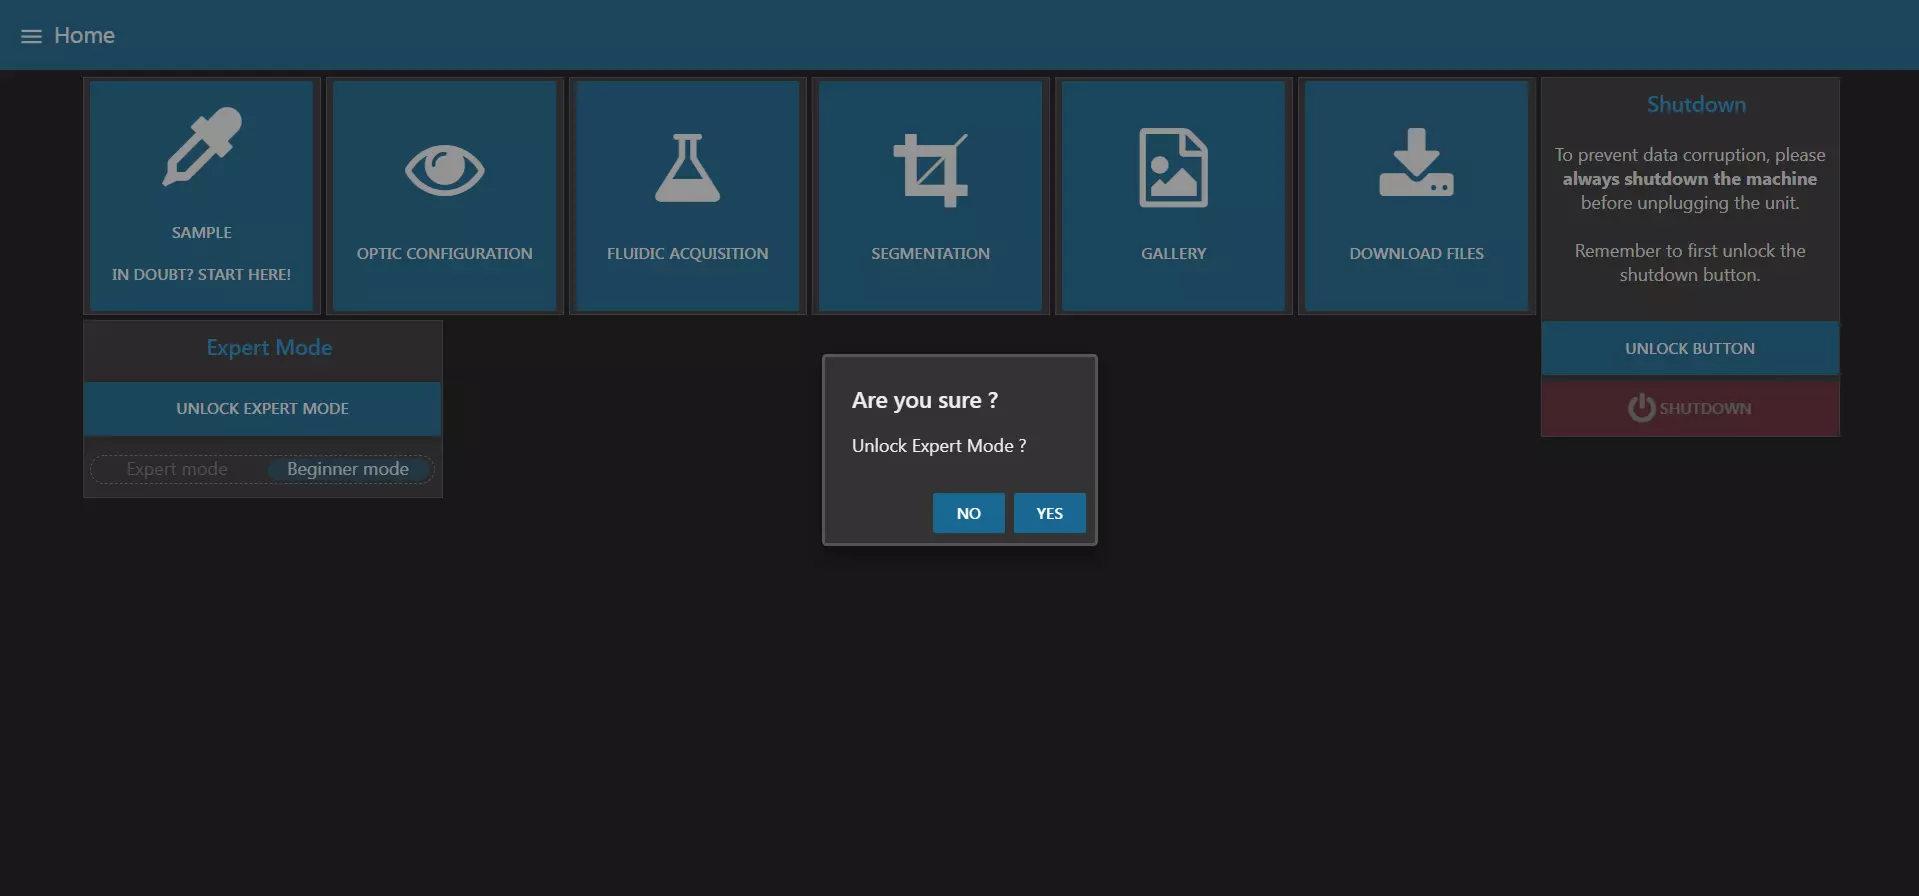 Home
SAMPLE
IN DOUBT? START HERE!
OPTIC CONFIGURATION
FLUIDIC ACQUISITION
SEGMENTATION
GALLERY
DOWNLOAD FILES
Shutdown
To prevent data corruption, please
always shutdown the machine
before unplugging the unit.
Remember to first unlock the
shutdown button.
UNLOCK BUTTON
SHUTDOWN
Expert Mode
UNLOCK EXPERT MODE
Expert mode
Beginner mode
Are you sure ?
Unlock Expert Mode ?
NO
YES